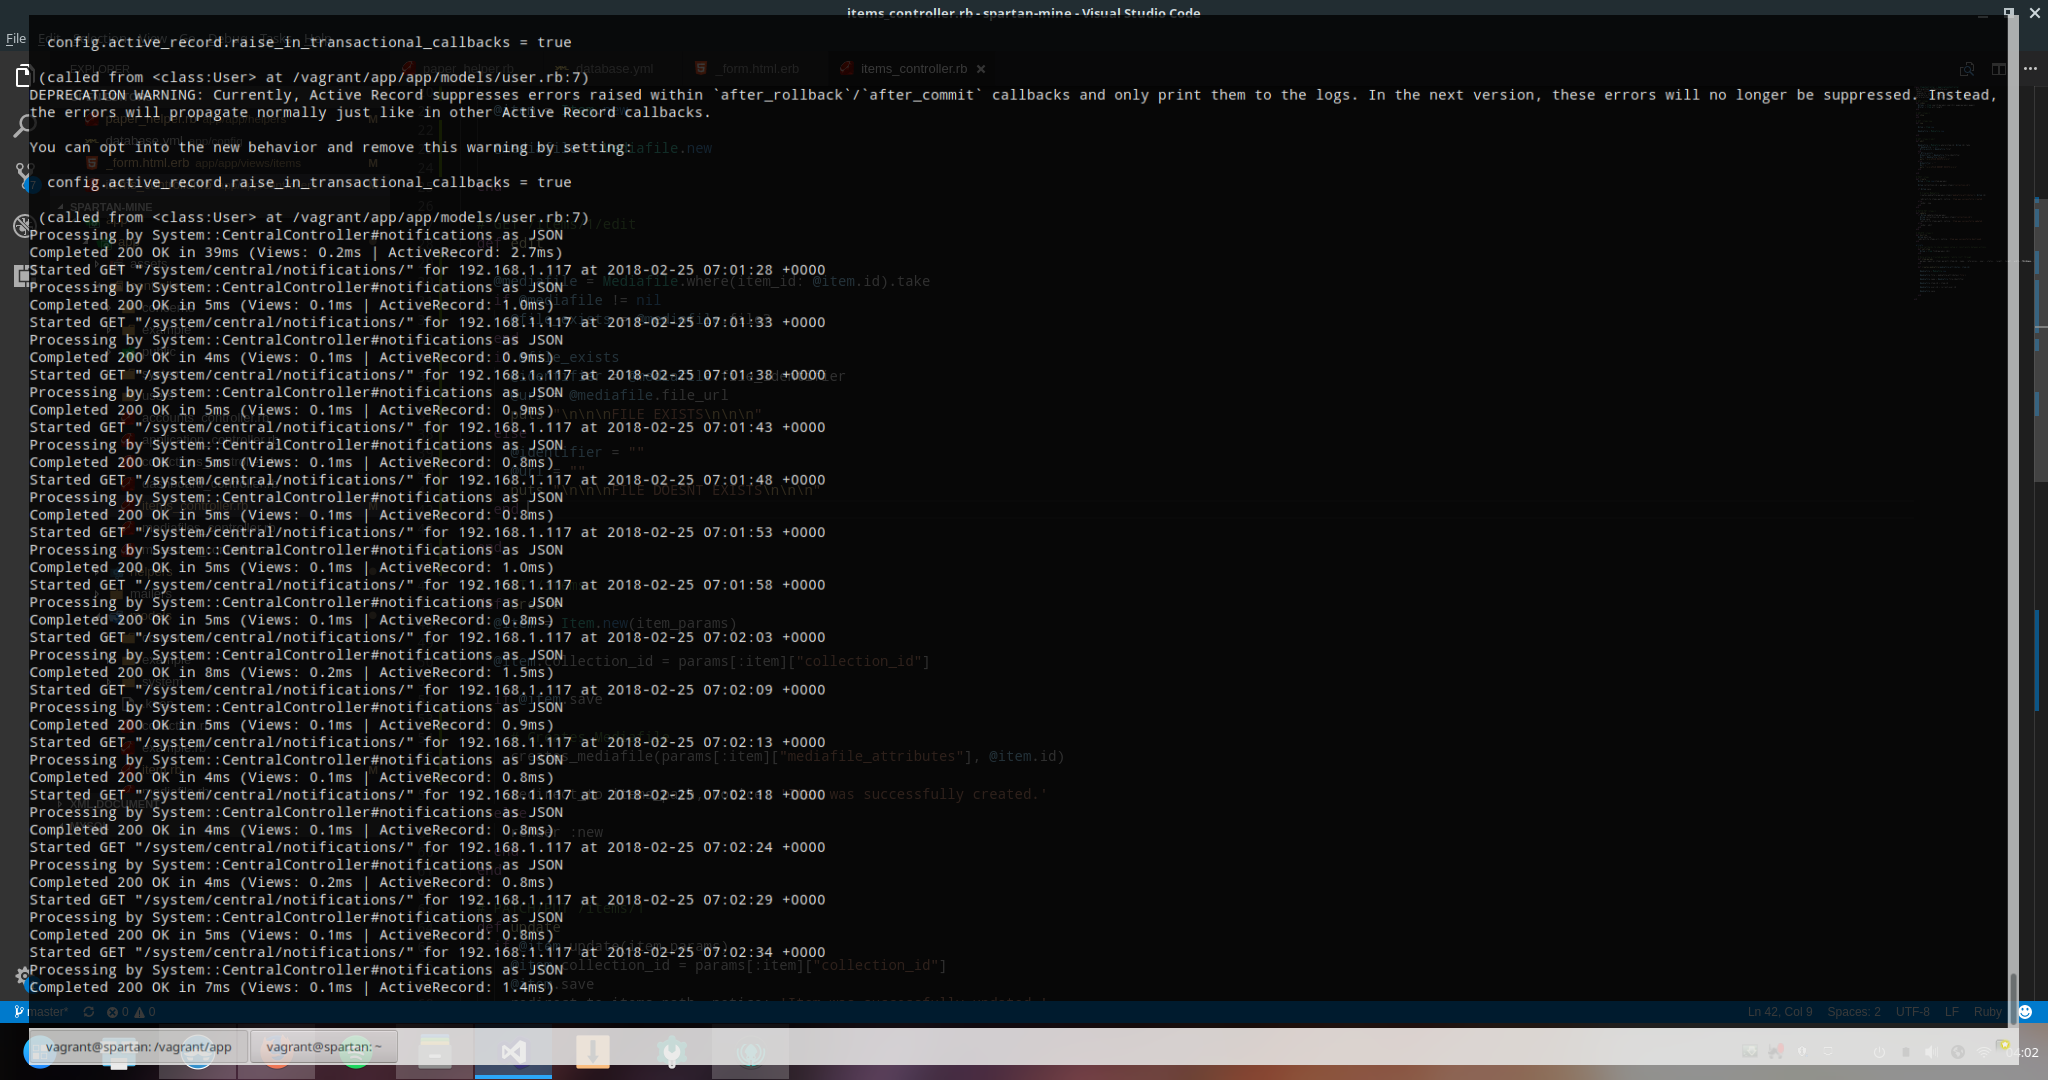 items_controller.rb - spartan-mine - Visual Studio Code
File
config.active_record.raise_in_transactional_callbacks = true
items_controller.rb ×
(called from <class:User> at /vagrant/app/app/models/user.rb:7)
DEPRECATION WARNING: Currently, Active Record suppresses errors raised within `after_rollback`/`after_commit` callbacks and only print them to the logs. In the next version, these errors will no longer be suppressed. Instead,
the errors will propagate normally just like in other Active Record callbacks.
You can opt into the new behavior and remove this warning by setting:
config.active_record.raise_in_transactional_callbacks = true
(called from <class:User> at /vagrant/app/app/models/user.rb:7)
Processing by System::CentralController#notifications as JSON
Completed 200 OK in 39ms (Views: 0.2ms | ActiveRecord: 2.7ms)
Started GET "/system/central/notifications/" for 192.168.1.117 at 2018-02-25 07:01:28 +0000
Processing by System::CentralController#notifications as JSON
Completed 200 OK in 5ms (Views: 0.1ms | ActiveRecord: 1.0ms)
Started GET "/system/central/notifications/" for 192.168.1.117 at 2018-02-25 07:01:33 +0000
Processing by System::CentralController#notifications as JSON
Completed 200 OK in 4ms (Views: 0.1ms | ActiveRecord: 0.9ms)
Started GET "/system/central/notifications/" for 192.168.1.117 at 2018-02-25 07:01:38 +0000
Processing by System::CentralController#notifications as JSON
Completed 200 OK in 5ms (Views: 0.1ms | ActiveRecord: 0.9ms)
Started GET "/system/central/notifications/" for 192.168.1.117 at 2018-02-25 07:01:43 +0000
Processing by System::CentralController#notifications as JSON
Completed 200 OK in 5ms (Views: 0.1ms | ActiveRecord: 0.8ms)
Started GET "/system/central/notifications/" for 192.168.1.117 at 2018-02-25 07:01:48 +0000
Processing by System::CentralController#notifications as JSON
Completed 200 OK in 5ms (Views: 0.1ms | ActiveRecord: 0.8ms)
Started GET "/system/central/notifications/" for 192.168.1.117 at 2018-02-25 07:01:53 +0000
Processing by System::CentralController#notifications as JSON
Completed 200 OK in 5ms (Views: 0.1ms | ActiveRecord: 1.0ms)
Started GET "/system/central/notifications/" for 192.168.1.117 at 2018-02-25 07:01:58 +0000
Processing by System::CentralController#notifications as JSON
Completed 200 OK in 5ms (Views: 0.1ms | ActiveRecord: 0.8ms)
Started GET "/system/central/notifications/" for 192.168.1.117 at 2018-02-25 07:02:03 +0000
Processing by System::CentralController#notifications as JSON
Completed 200 OK in 8ms (Views: 0.2ms | ActiveRecord: 1.5ms)
Started GET "/system/central/notifications/" for 192.168.1.117 at 2018-02-25 07:02:09 +0000
Processing by System::CentralController#notifications as JSON
Completed 200 OK in 5ms (Views: 0.1ms | ActiveRecord: 0.9ms)
Started GET "/system/central/notifications/" for 192.168.1.117 at 2018-02-25 07:02:13 +0000
Processing by System::CentralController#notifications as JSON
Completed 200 OK in 4ms (Views: 0.1ms | ActiveRecord: 0.8ms)
Started GET "/system/central/notifications/" for 192.168.1.117 at 2018-02-25 07:02:18 +0000
Processing by System::CentralController#notifications as JSON
Completed 200 OK in 4ms (Views: 0.1ms | ActiveRecord: 0.8ms)
Started GET "/system/central/notifications/" for 192.168.1.117 at 2018-02-25 07:02:24 +0000
Processing by System::CentralController#notifications as JSON
Completed 200 OK in 4ms (Views: 0.2ms | ActiveRecord: 0.8ms)
Started GET "/system/central/notifications/" for 192.168.1.117 at 2018-02-25 07:02:29 +0000
Processing by System::CentralController#notifications as JSON
Completed 200 OK in 5ms (Views: 0.1ms | ActiveRecord: 0.8ms)
Started GET "/system/central/notifications/" for 192.168.1.117 at 2018-02-25 07:02:34 +0000
Processing by System::CentralController#notifications as JSON
Completed 200 OK in 7ms (Views: 0.1ms | ActiveRecord: 1.4ms)
master* 0 0 Ln 42, Col 9 Spaces: 2 UTF-8 LF Ruby
vagrant@spartan: /vagrant/app vagrant@spartan: ~